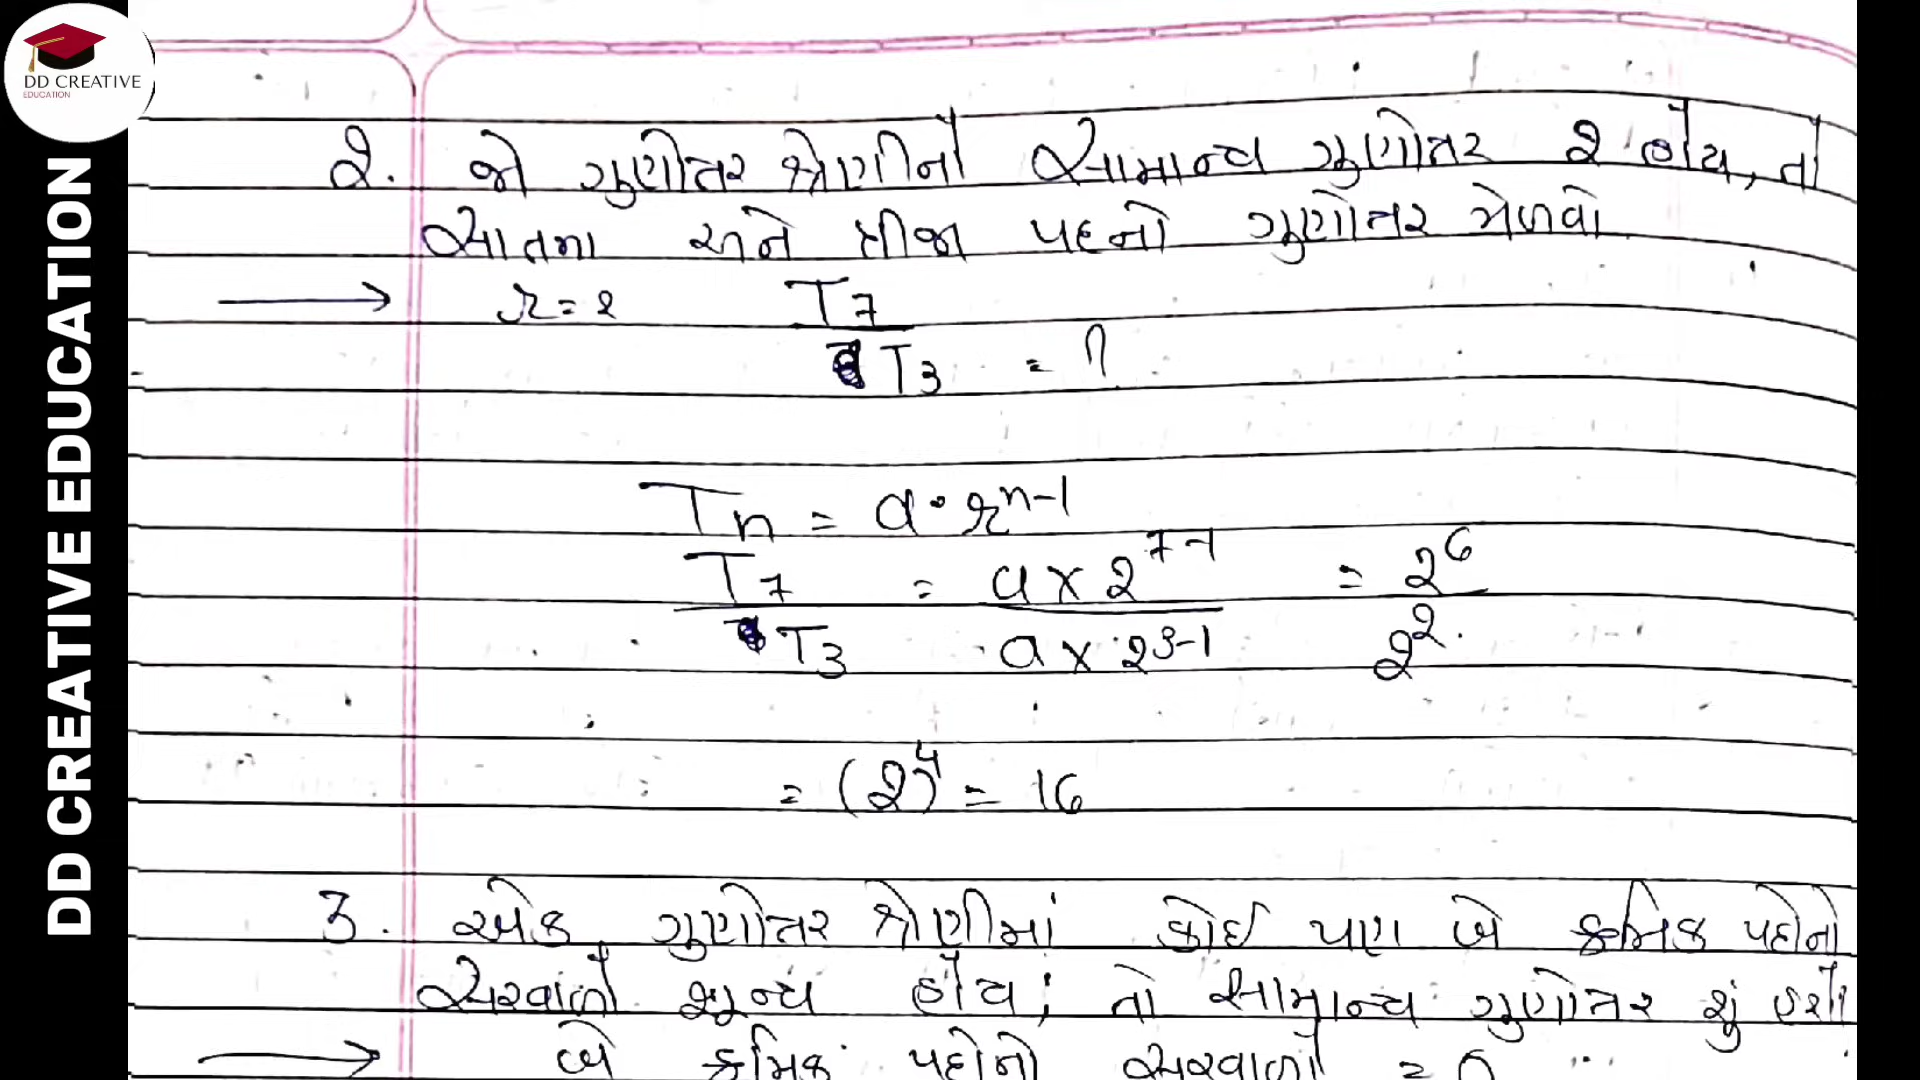 DD CREATIVE
EDUCATION
DD CREATIVE EDUCATION
2. જો ગુણોતર શ્રેણીનો સામાન્ય ગુણોતર 2 હોય, તો
સાતમા અને ત્રીજા પદનો ગુણોતર મેળવો
→ r = 2 T7 / T3 = ?
Tn = a · r^n-1
T7 / T3 = a x 2^7-1 / a x 2^3-1 = 2^6 / 2^2
= (2)^4 = 16
3. એક ગુણોતર શ્રેણીમાં કોઈ પણ બે ક્રમિક પદોનો
સરવાળો શૂન્ય હોય; તો સામાન્ય ગુણોતર શું હશે
→ બે ક્રમિક પદોનો સરવાળો = 0